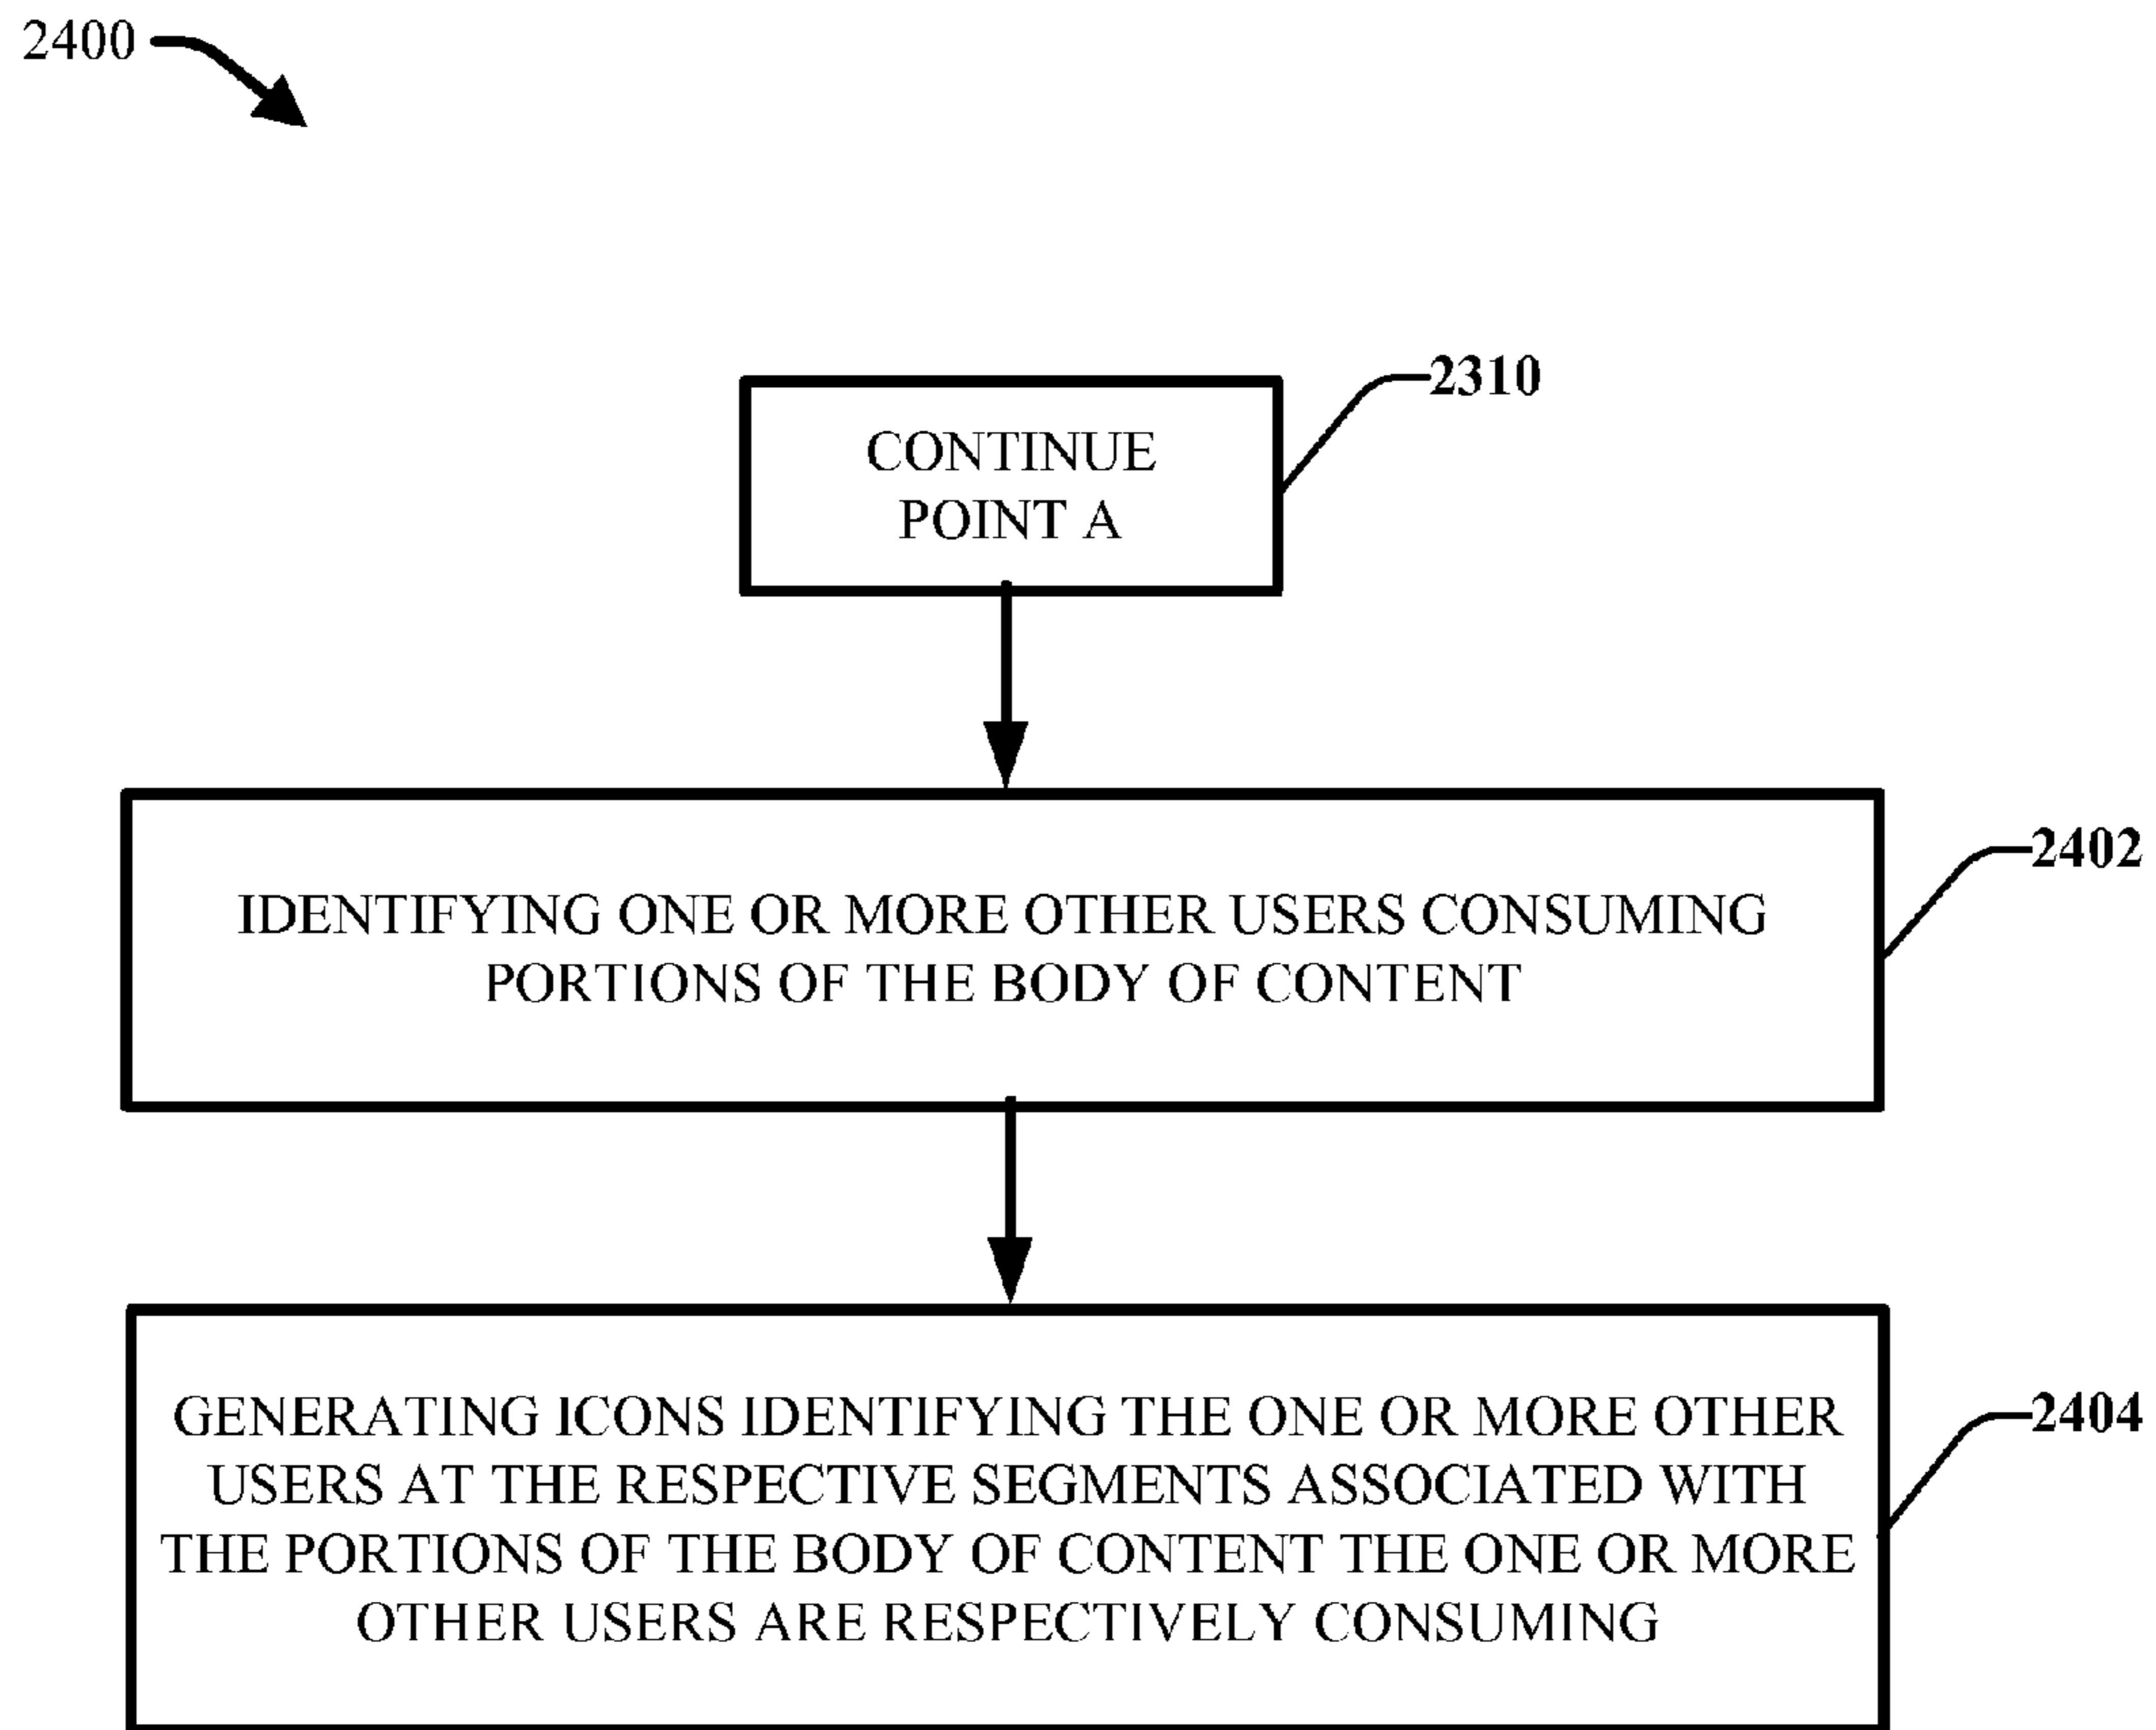 2400
2310
CONTINUE
POINT A
2402
IDENTIFYING ONE OR MORE OTHER USERS CONSUMING
PORTIONS OF THE BODY OF CONTENT
2404
GENERATING ICONS IDENTIFYING THE ONE OR MORE OTHER
USERS AT THE RESPECTIVE SEGMENTS ASSOCIATED WITH
THE PORTIONS OF THE BODY OF CONTENT THE ONE OR MORE
OTHER USERS ARE RESPECTIVELY CONSUMING